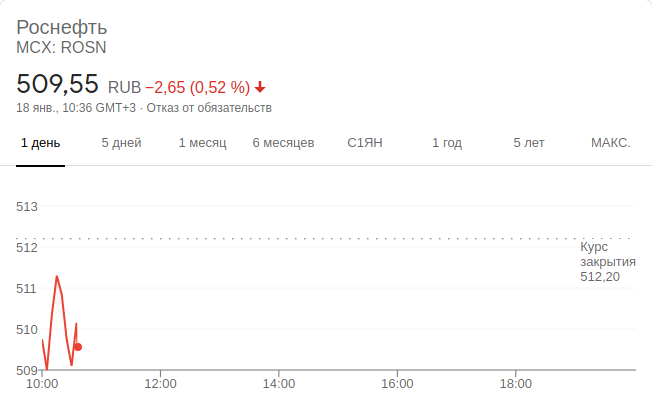 Роснефть
MCX: ROSN
509,55 RUB −2,65 (0,52 %)
18 янв., 10:36 GMT+3 · Отказ от обязательств
1 день 5 дней 1 месяц 6 месяцев С1ЯН 1 год 5 лет МАКС.
513
512
511
510
509
Курс
закрытия
512,20
10:00 12:00 14:00 16:00 18:00